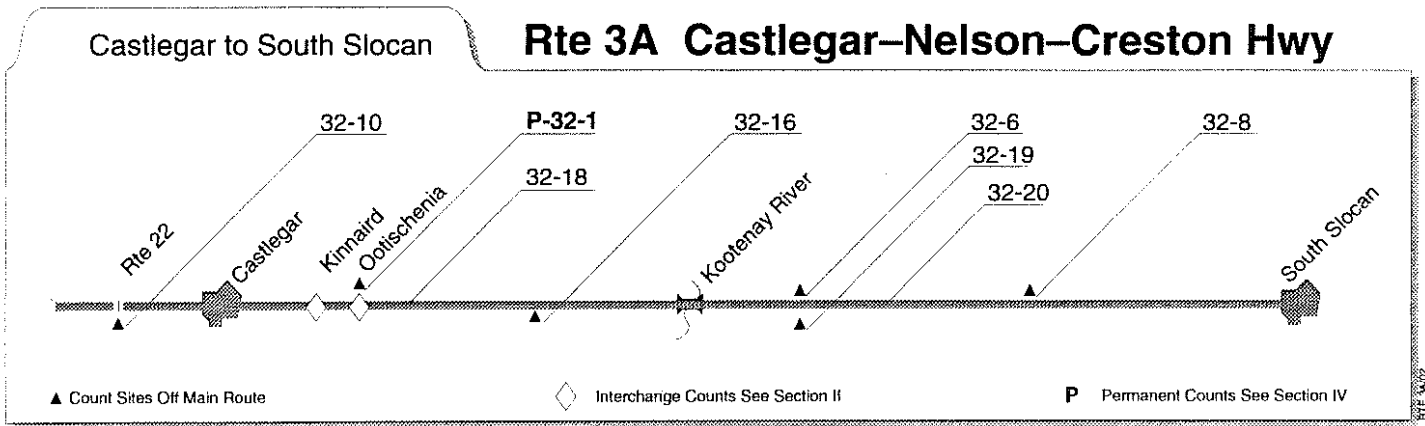 Castlegar to South Slocan
Rte 3A Castlegar–Nelson–Creston Hwy
32-10
P-32-1
32-16
32-6
32-8
32-18
32-19
32-20
Rte 22
Castlegar
Kinnaird
Ootischenia
Kootenay River
South Slocan
▲ Count Sites Off Main Route
Interchange Counts See Section II
P Permanent Counts See Section IV